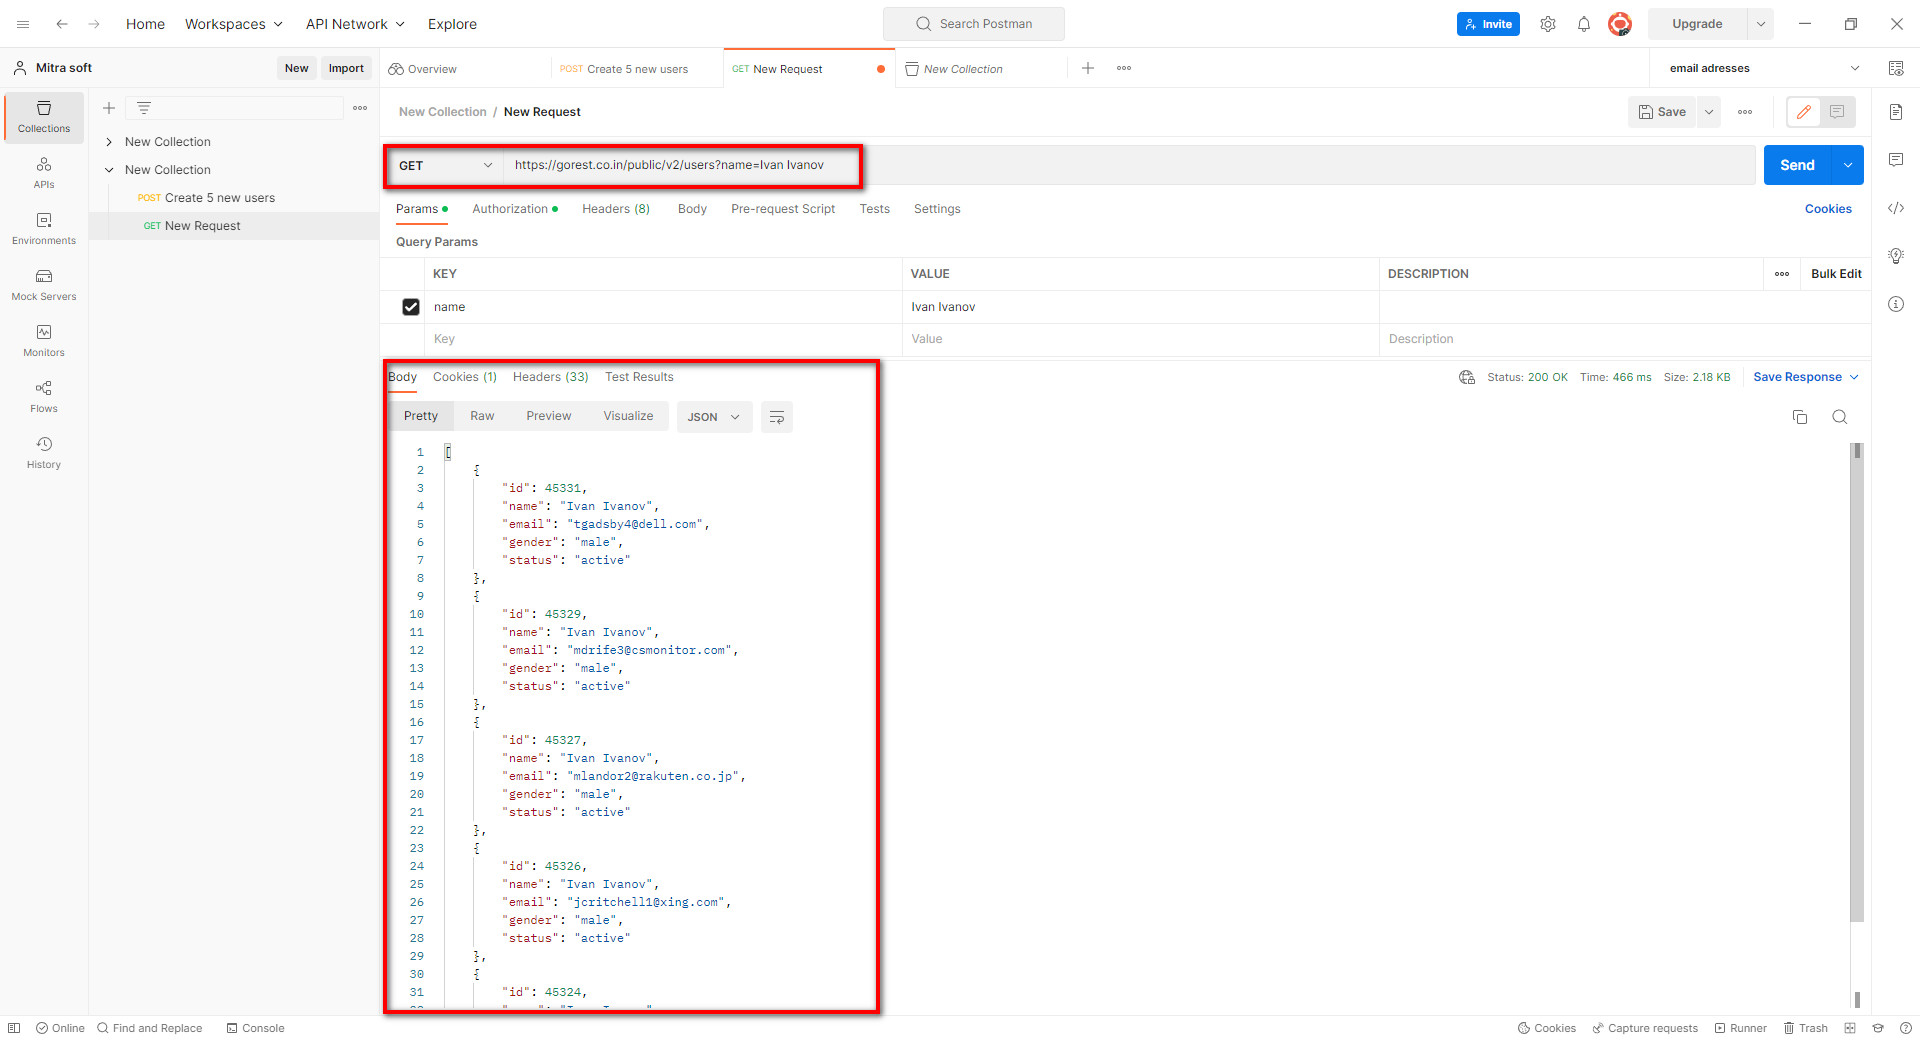 Home Workspaces API Network Explore Search Postman Invite Upgrade
Mitra soft New Import Overview POST Create 5 new users GET New Request New Collection email adresses
Collections
APIs
Environments
Mock Servers
Monitors
Flows
History
New Collection
New Collection
POST Create 5 new users
GET New Request
New Collection / New Request Save
GET https://gorest.co.in/public/v2/users?name=Ivan Ivanov Send
Params Authorization Headers (8) Body Pre-request Script Tests Settings Cookies
Query Params
KEY VALUE DESCRIPTION Bulk Edit
name Ivan Ivanov
Key Value Description
Body Cookies (1) Headers (33) Test Results Status: 200 OK Time: 466 ms Size: 2.18 KB Save Response
Pretty Raw Preview Visualize JSON
1 [
2 {
3 "id": 45331,
4 "name": "Ivan Ivanov",
5 "email": "tgadsby4@dell.com",
6 "gender": "male",
7 "status": "active"
8 },
9 {
10 "id": 45329,
11 "name": "Ivan Ivanov",
12 "email": "mdrife3@csmonitor.com",
13 "gender": "male",
14 "status": "active"
15 },
16 {
17 "id": 45327,
18 "name": "Ivan Ivanov",
19 "email": "mlandor2@rakuten.co.jp",
20 "gender": "male",
21 "status": "active"
22 },
23 {
24 "id": 45326,
25 "name": "Ivan Ivanov",
26 "email": "jcritchell1@xing.com",
27 "gender": "male",
28 "status": "active"
29 },
30 {
31 "id": 45324,
Online Find and Replace Console Cookies Capture requests Runner Trash